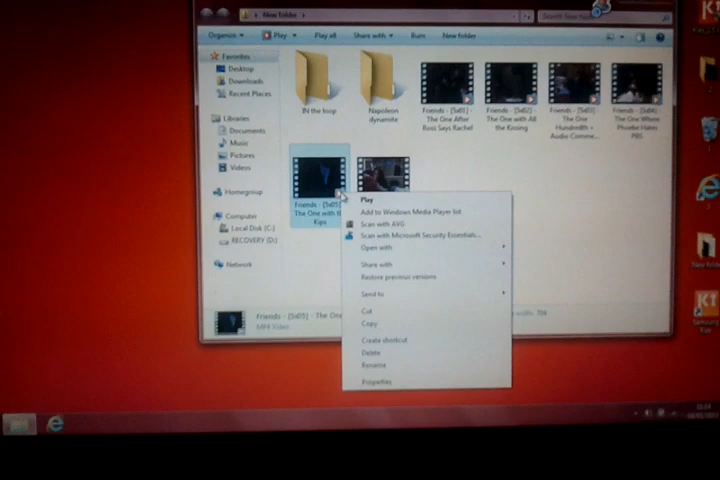 New folder
Organize Play Play all Share with Burn New folder
Favorites
Desktop
Downloads
Recent Places
Libraries
Documents
Music
Pictures
Videos
Homegroup
Computer
Local Disk (C:)
RECOVERY (D:)
Network
IN the loop
Napoleon
dynamite
Friends - [5x01] -
The One After
Ross Says Rachel
Friends - [5x02] -
The One with All
the Kissing
Friends - [5x03] -
The One
Hundredth +
Audio Comme...
Friends - [5x04] -
The One Where
Phoebe Hates
PBS
Friends - [5x05]
The One with th
Kips
Play
Add to Windows Media Player list
Scan with AVG
Scan with Microsoft Security Essentials...
Open with
Share with
Restore previous versions
Send to
Cut
Copy
Create shortcut
Delete
Rename
Properties
Friends - [5x05] - The One
MP4 Video
New fol
Samsung
Kies